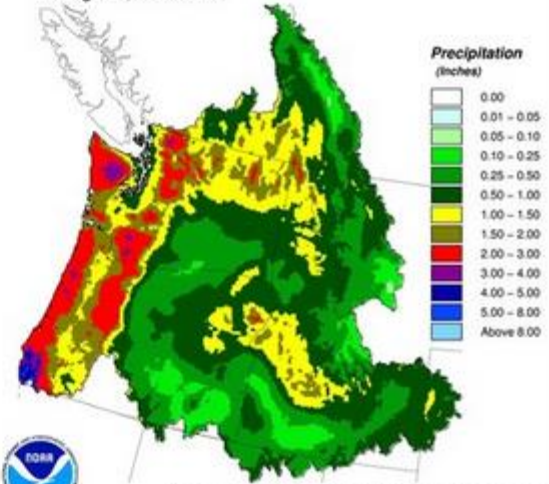 Precipitation
(Inches)
0.00
0.01 - 0.05
0.05 - 0.10
0.10 - 0.25
0.25 - 0.50
0.50 - 1.00
1.00 - 1.50
1.50 - 2.00
2.00 - 3.00
3.00 - 4.00
4.00 - 5.00
5.00 - 8.00
Above 8.00
NOAA